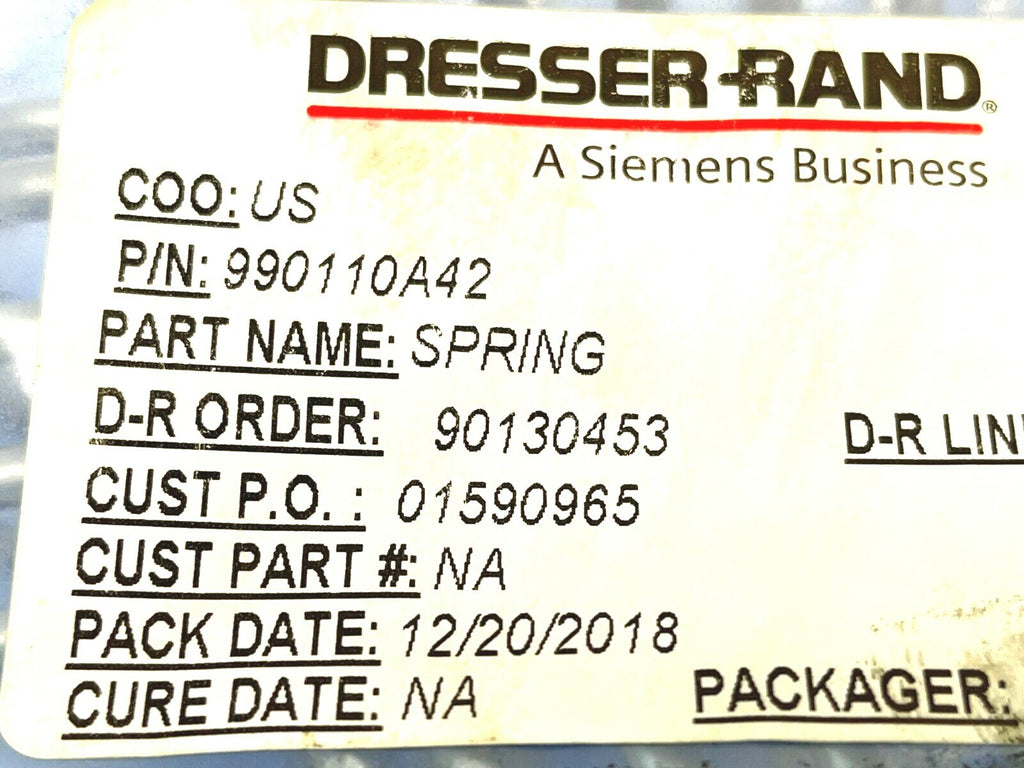 DRESSER-RAND®
A Siemens Business
COO: US
P/N: 990110A42
PART NAME: SPRING
D-R ORDER: 90130453 D-R LIN
CUST P.O. : 01590965
CUST PART #: NA
PACK DATE: 12/20/2018
CURE DATE: NA PACKAGER: